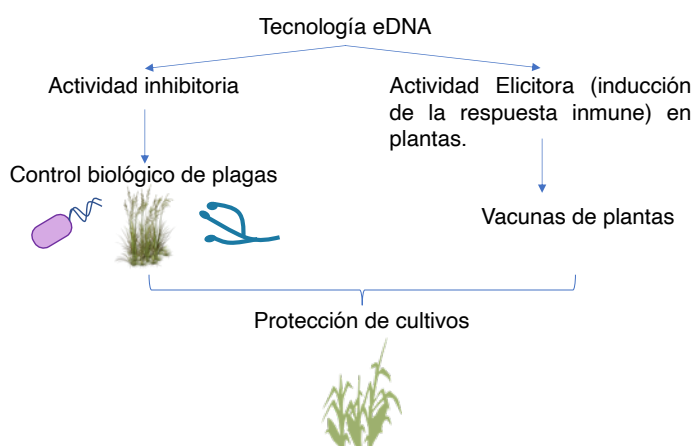 Tecnología eDNA
Actividad inhibitoria
Actividad Elicitora (inducción
de la respuesta inmune) en
plantas.
Control biológico de plagas
Vacunas de plantas
Protección de cultivos